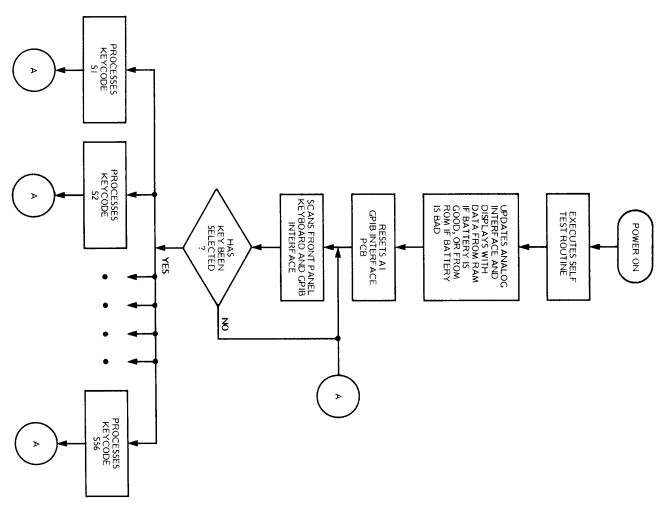 POWER ON
EXECUTES SELF
TEST ROUTINE
UPDATES ANALOG
INTERFACE AND
DISPLAYS WITH
DATA FROM RAM
IF BATTERY IS
GOOD, OR FROM
ROM IF BATTERY
IS BAD
RESETS A1
GPIB INTERFACE
PCB
SCANS FRONT PANEL
KEYBOARD AND GPIB
INTERFACE
HAS
KEY BEEN
SELECTED
?
NO
A
YES
PROCESSES
KEYCODE
S1
PROCESSES
KEYCODE
S2
PROCESSES
KEYCODE
S56
A
A
A